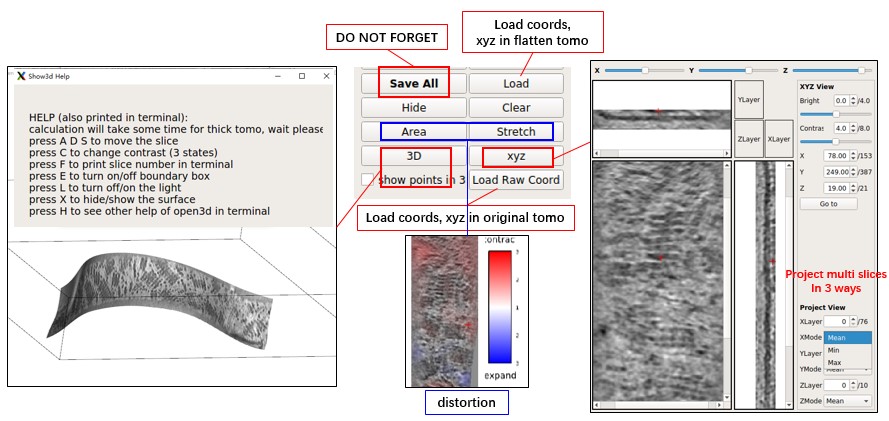 DO NOT FORGET
Load coords,
xyz in flatten tomo
Show3d Help
HELP (also printed in terminal):
calculation will take some time for thick tomo, wait please
press A D S to move the slice
press C to change contrast (3 states)
press F to print slice number in terminal
press E to turn on/off boundary box
press L to turn off/on the light
press X to hide/show the surface
press H to see other help of open3d in terminal
Save All
Load
Hide
Clear
Area
Stretch
3D
xyz
show points in 3
Load Raw Coord
Load coords, xyz in original tomo
contrac
expand
distortion
X
Y
Z
YLayer
ZLayer
XLayer
XYZ View
Bright 0.0 /4.0
Contras 4.0 /8.0
X 78.00 /153
Y 249.00 /387
Z 19.00 /21
Go to
Project multi slices
In 3 ways
Project View
XLayer 0 /76
XMode Mean
Min
YLayer
Max
YMode Mean
ZLayer 0 /10
ZMode Mean